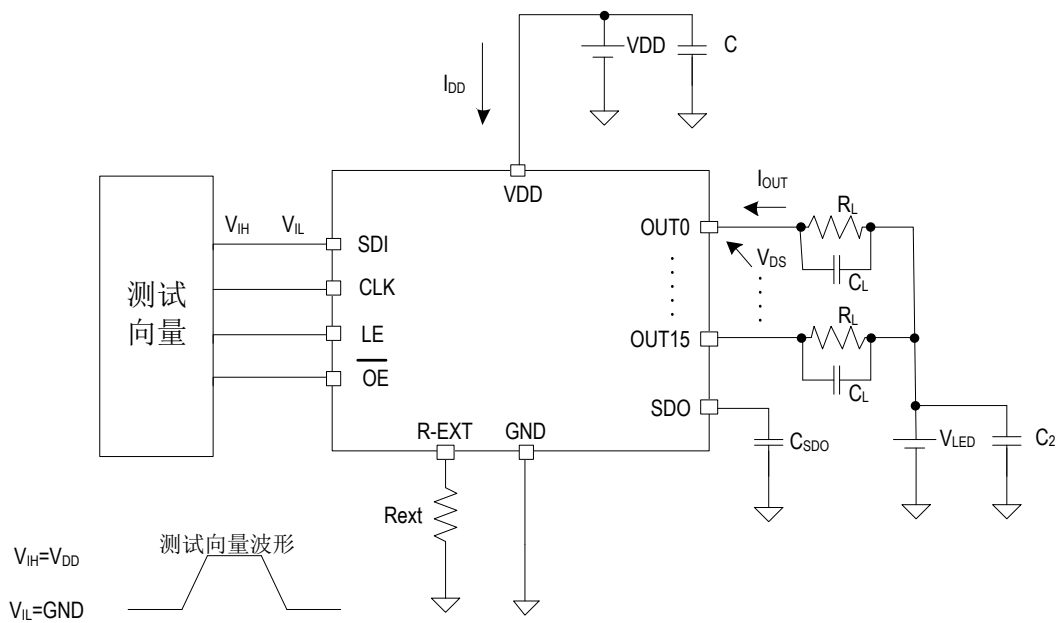 VDD
C
IDD
VDD
IOUT
RL
OUT0
VIH
VIL
SDI
VDS
CL
CLK
测试
向量
LE
RL
OUT15
OE
CL
SDO
R-EXT
GND
CSDO
VLED
C2
Rext
测试向量波形
VIH=VDD
VIL=GND